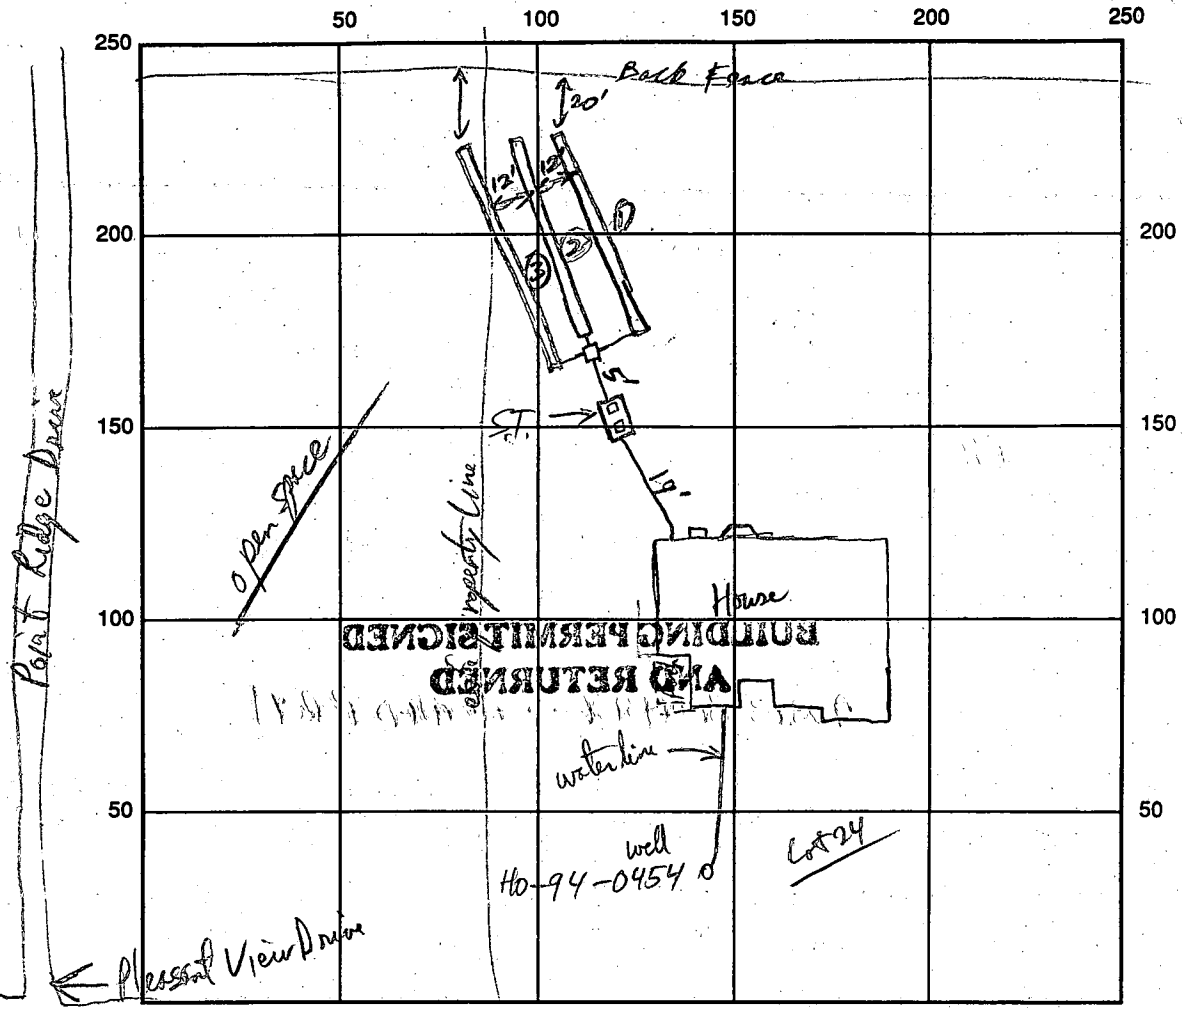 50 100 150 200 250
250
Back Fence
20'
12' 12'
200 200
1
2
3
5'
S.T.
150 150
19'
Open Space
Property Line
Point Ridge Drive
House
100 100
BUILDING PERMIT SIGNED
AND RETURNED
waterline
50 50
well
HO-94-0454
Lot 24
Pleasant View Drive